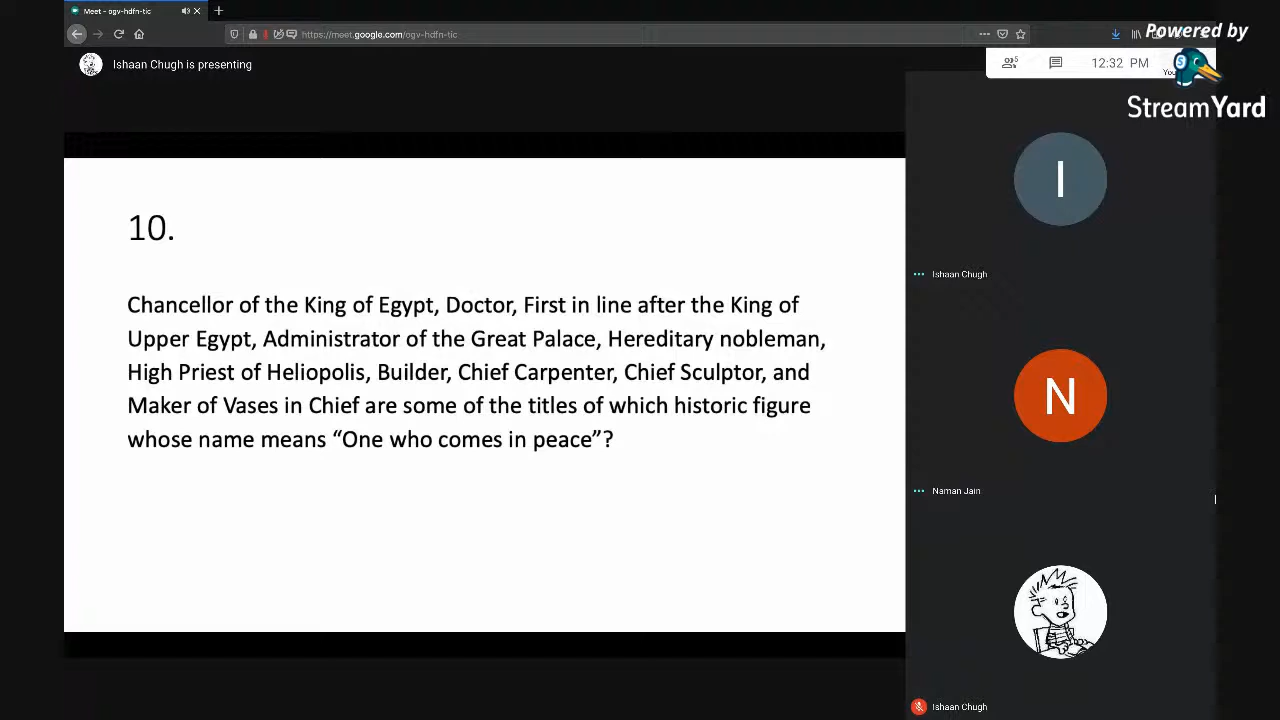 Meet - ogv-hdfn-tic
https://meet.google.com/ogv-hdfn-tic
Powered by
StreamYard
Ishaan Chugh is presenting
5
12:32 PM
You
10.
Chancellor of the King of Egypt, Doctor, First in line after the King of
Upper Egypt, Administrator of the Great Palace, Hereditary nobleman,
High Priest of Heliopolis, Builder, Chief Carpenter, Chief Sculptor, and
Maker of Vases in Chief are some of the titles of which historic figure
whose name means “One who comes in peace”?
I
Ishaan Chugh
N
Naman Jain
Ishaan Chugh